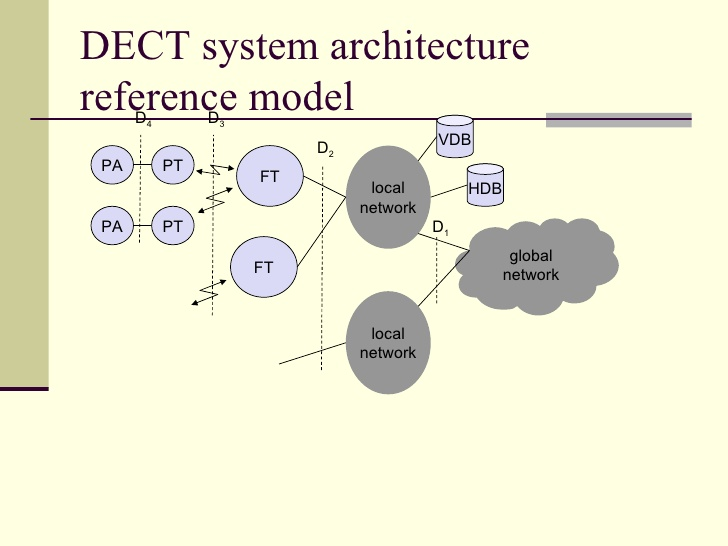 DECT system architecture
reference model
D4
D3
D2
VDB
PA
PT
FT
local
network
HDB
PA
PT
D1
FT
global
network
local
network